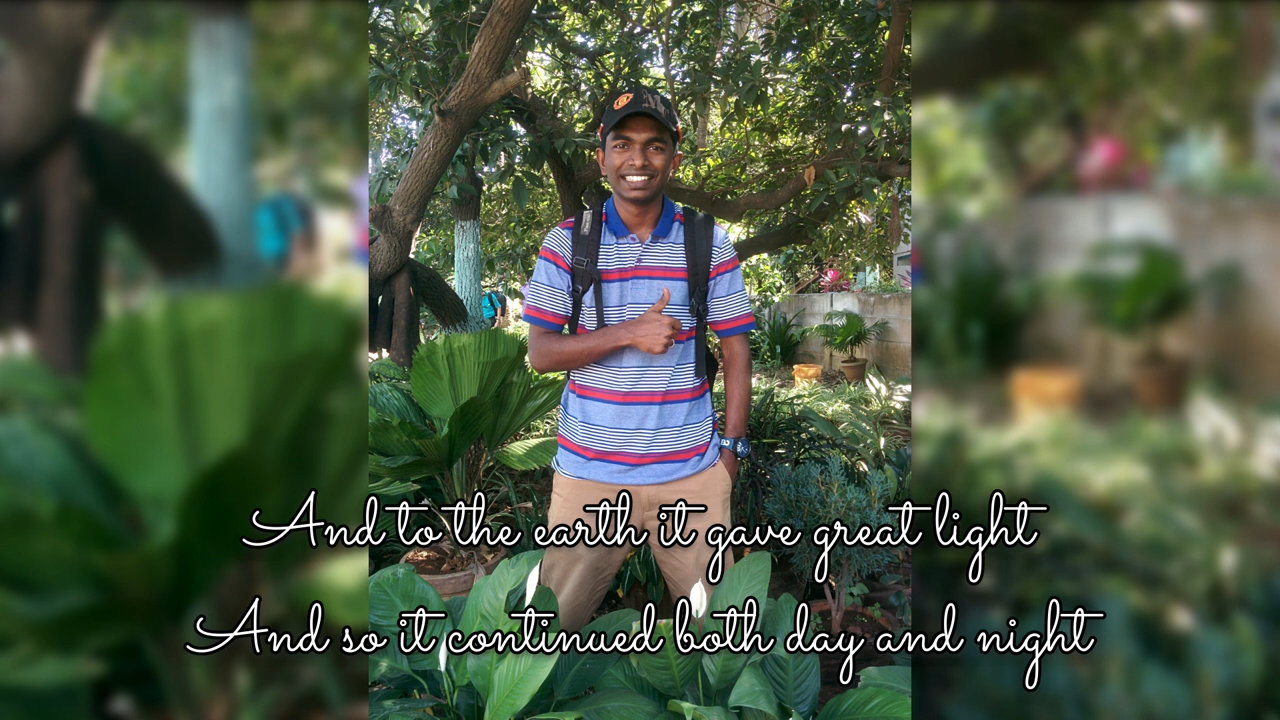 And to the earth it gave great light
And so it continued both day and night